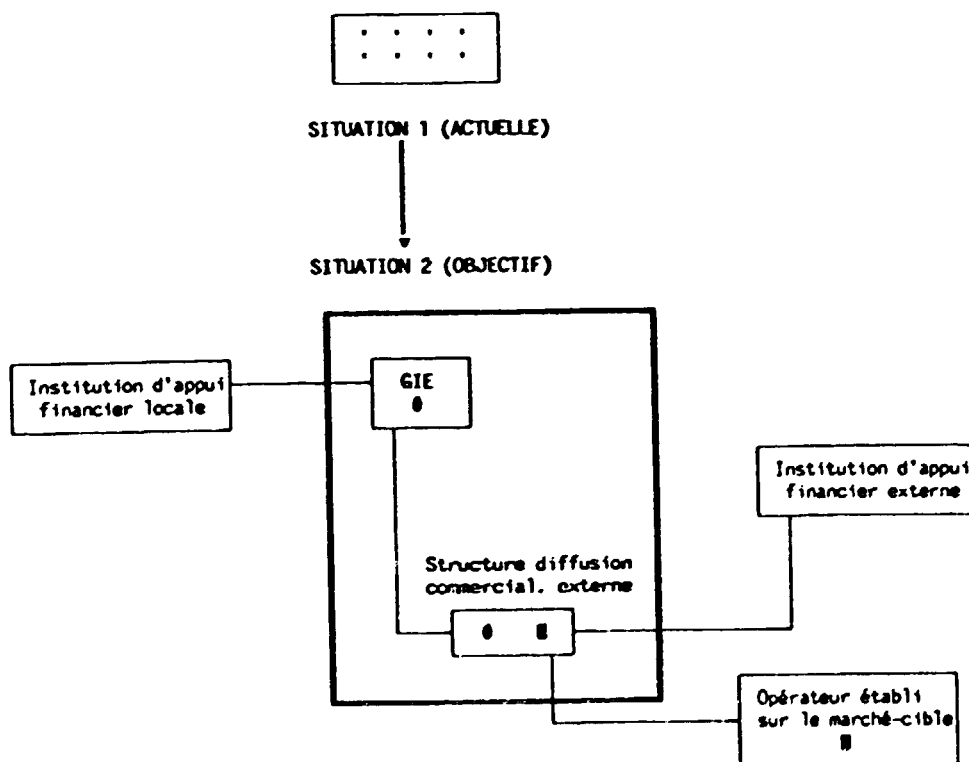 SITUATION 1 (ACTUELLE)
SITUATION 2 (OBJECTIF)
GIE
Institution d'appui
financier locale
Institution d'appui
financier externe
Structure diffusion
commercial. externe
Opérateur établi
sur le marché-cible